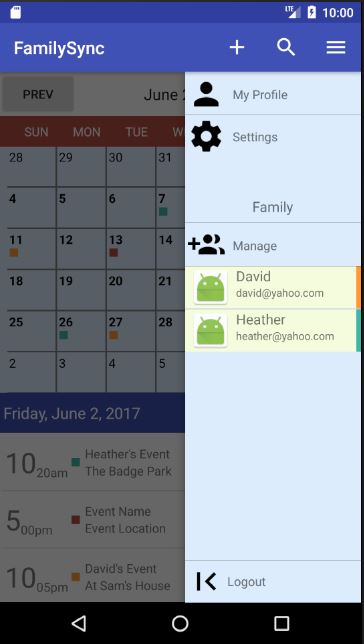 LTE 10:00
FamilySync
PREV June 2
SUN MON TUE W
28 29 30 31
4 5 6 7
11 12 13 14
18 19 20 21
25 26 27 28
2 3 4 5
Friday, June 2, 2017
10 20am Heather's Event
The Badge Park
5 00pm Event Name
Event Location
10 05pm David's Event
At Sam's House
My Profile
Settings
Family
Manage
David
david@yahoo.com
Heather
heather@yahoo.com
Logout